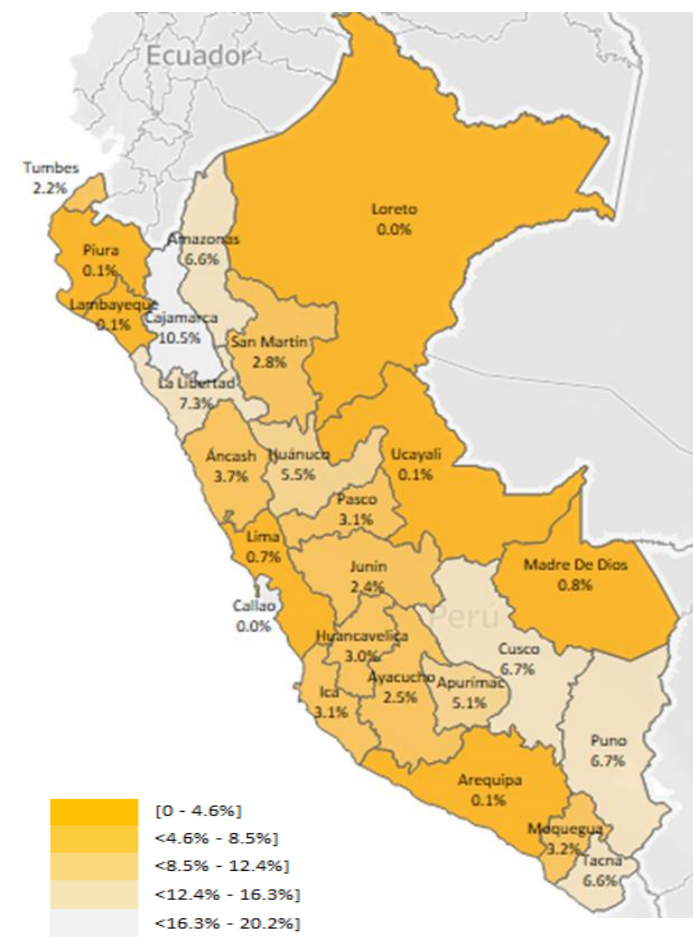 Ecuador
Tumbes
2.2%
Loreto
0.0%
Piura
0.1%
Amazonas
6.6%
Lambayeque
0.1%
Cajamarca
10.5%
San Martín
2.8%
La Libertad
7.3%
Áncash
3.7%
Huánuco
5.5%
Ucayali
0.1%
Pasco
3.1%
Lima
0.7%
Junín
2.4%
Madre De Dios
0.8%
Callao
0.0%
Perú
Huancavelica
3.0%
Cusco
6.7%
Ayacucho
2.5%
Apurímac
5.1%
Ica
3.1%
Puno
6.7%
Arequipa
0.1%
Moquegua
3.2%
Tacna
6.6%
[0 - 4.6%]
<4.6% - 8.5%]
<8.5% - 12.4%]
<12.4% - 16.3%]
<16.3% - 20.2%]